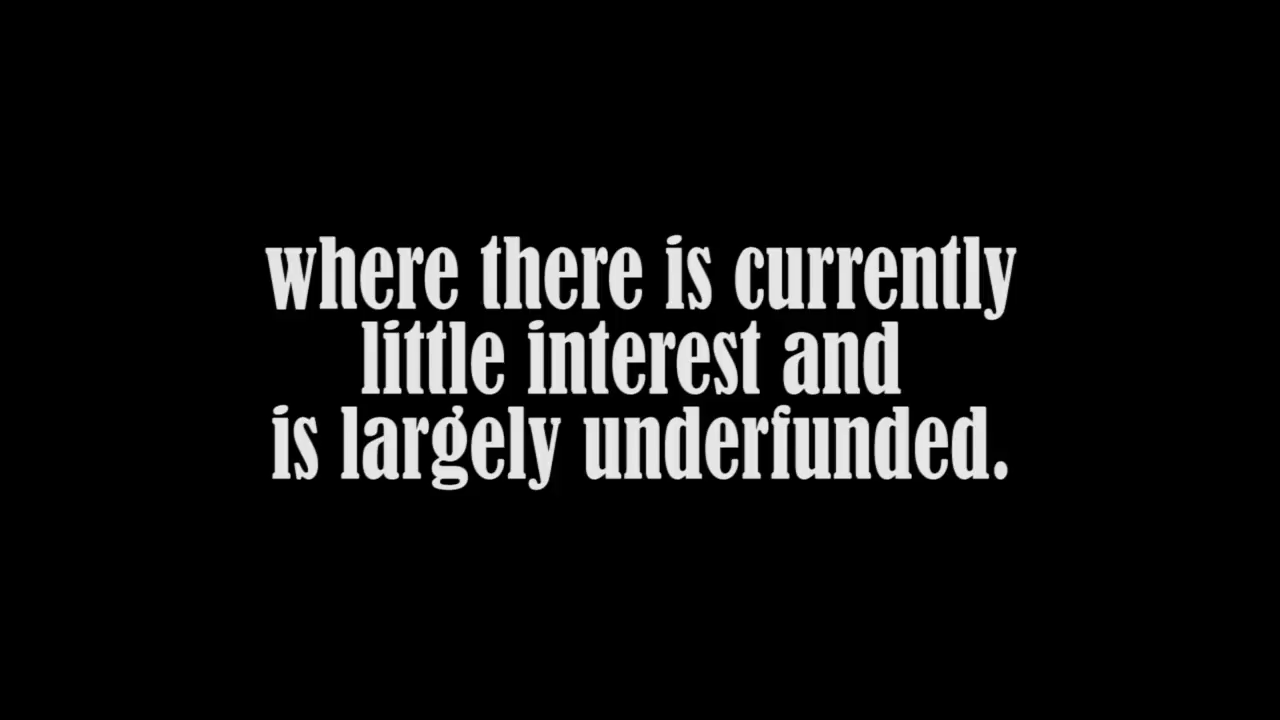 where there is currently
little interest and
is largely underfunded.